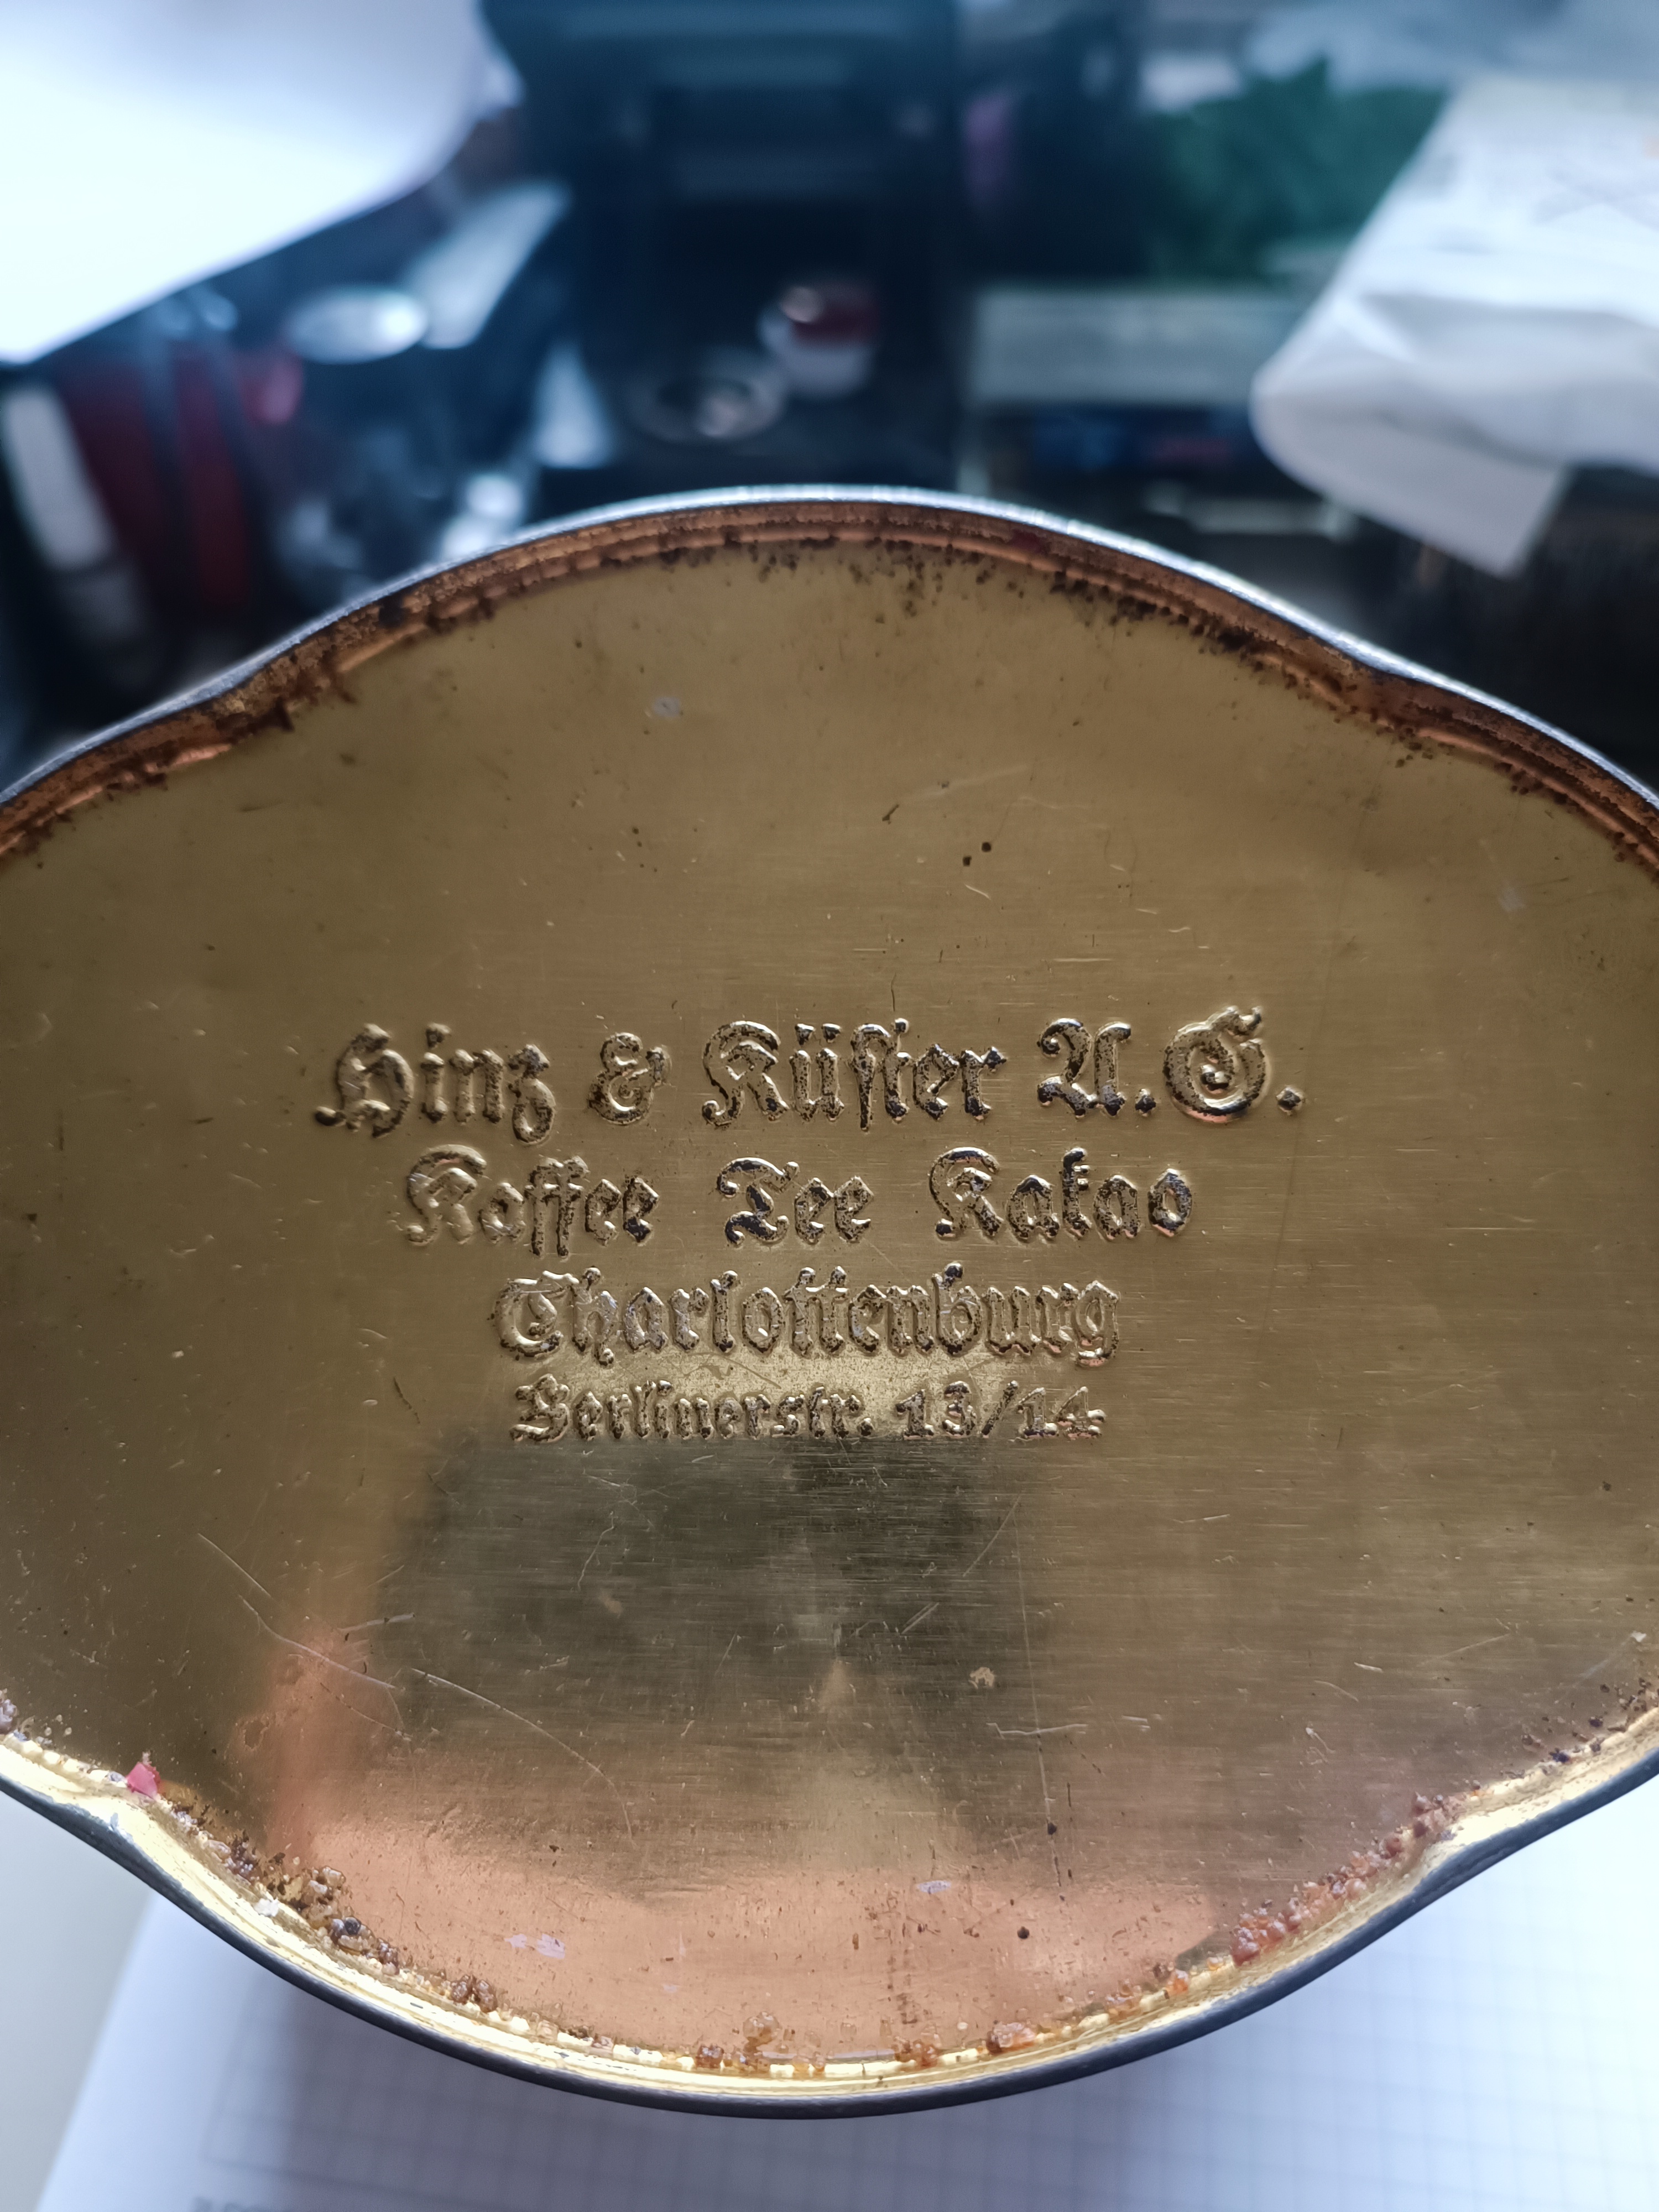 Hinz & Küster A.G.
Kaffee Tee Kakao
Charlottenburg
Berlinerstr. 13/14